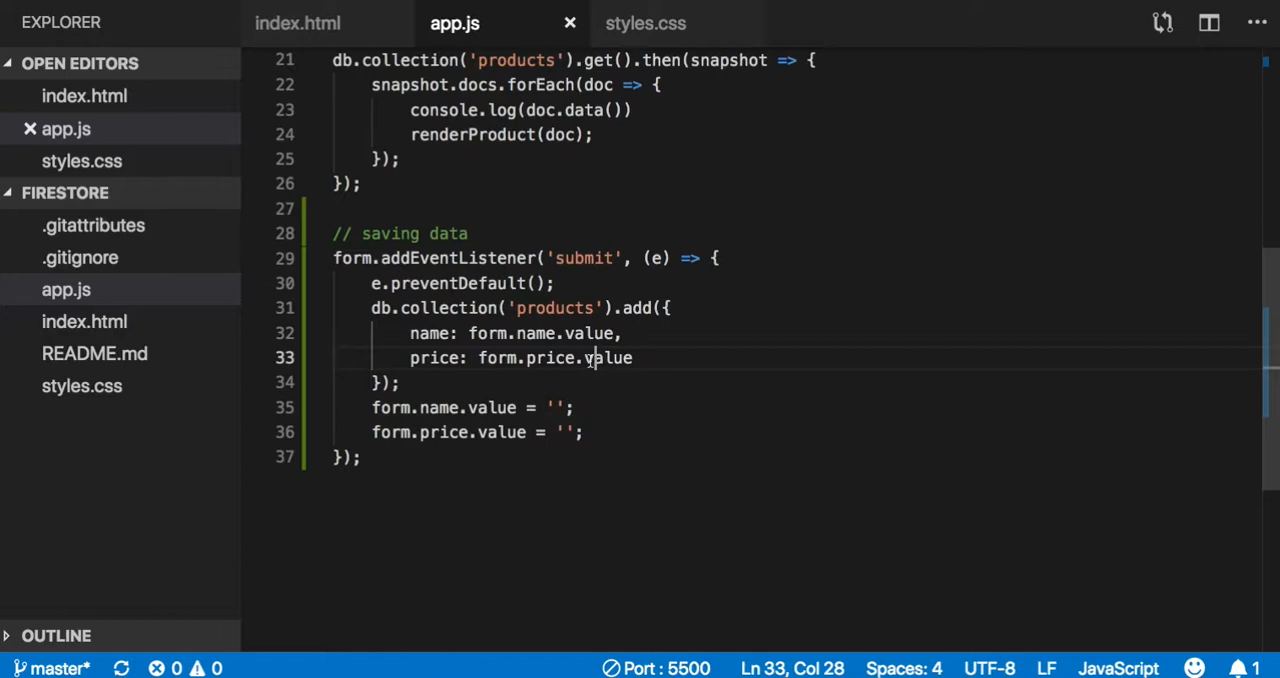 EXPLORER
index.html
app.js
styles.css
OPEN EDITORS
index.html
app.js
styles.css
FIRESTORE
.gitattributes
.gitignore
app.js
index.html
README.md
styles.css
OUTLINE
21 db.collection('products').get().then(snapshot => {
22 snapshot.docs.forEach(doc => {
23 console.log(doc.data())
24 renderProduct(doc);
25 });
26 });
27
28 // saving data
29 form.addEventListener('submit', (e) => {
30 e.preventDefault();
31 db.collection('products').add({
32 name: form.name.value,
33 price: form.price.value
34 });
35 form.name.value = '';
36 form.price.value = '';
37 });
master* 0 0 Port : 5500 Ln 33, Col 28 Spaces: 4 UTF-8 LF JavaScript 1